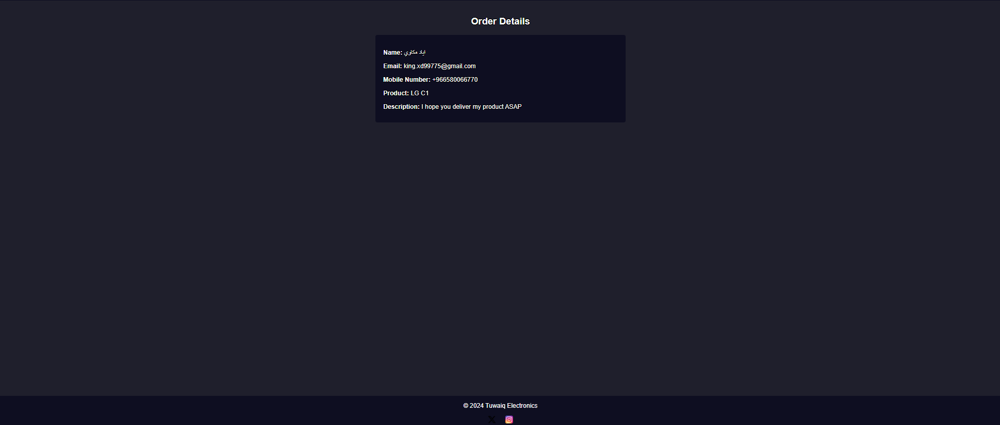 Order Details
Name: اياد مكاوي
Email: king.xd99775@gmail.com
Mobile Number: +966580066770
Product: LG C1
Description: I hope you deliver my product ASAP
© 2024 Tuwaiq Electronics